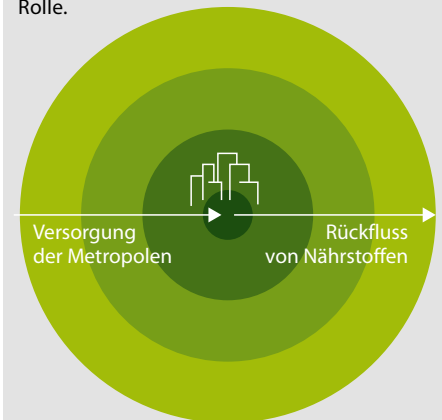 Rolle.
Versorgung
der Metropolen
Rückfluss
von Nährstoffen